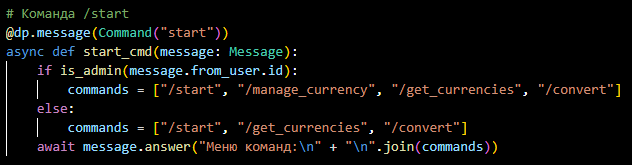 # Команда /start
@dp.message(Command("start"))
async def start_cmd(message: Message):
    if is_admin(message.from_user.id):
        commands = ["/start", "/manage_currency", "/get_currencies", "/convert"]
    else:
        commands = ["/start", "/get_currencies", "/convert"]
    await message.answer("Меню команд:\n" + "\n".join(commands))